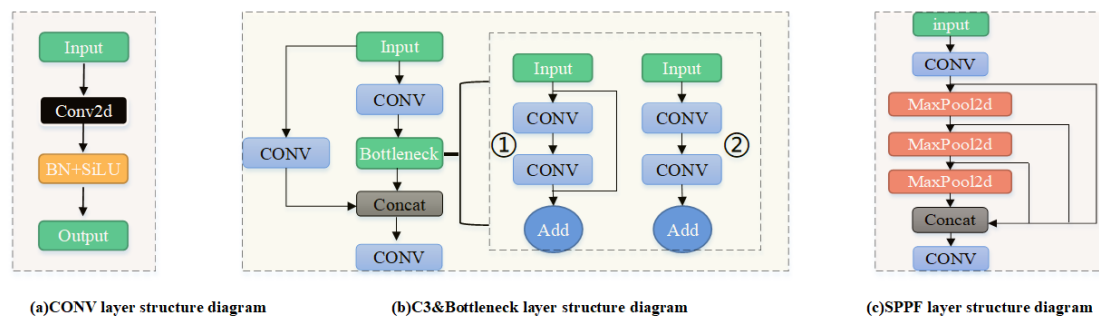 Input
Conv2d
BN+SiLU
Output
(a)CONV layer structure diagram
Input
CONV
CONV
Bottleneck
Concat
CONV
①
Input
CONV
CONV
Add
②
Input
CONV
CONV
Add
(b)C3&Bottleneck layer structure diagram
input
CONV
MaxPool2d
MaxPool2d
MaxPool2d
Concat
CONV
(c)SPPF layer structure diagram